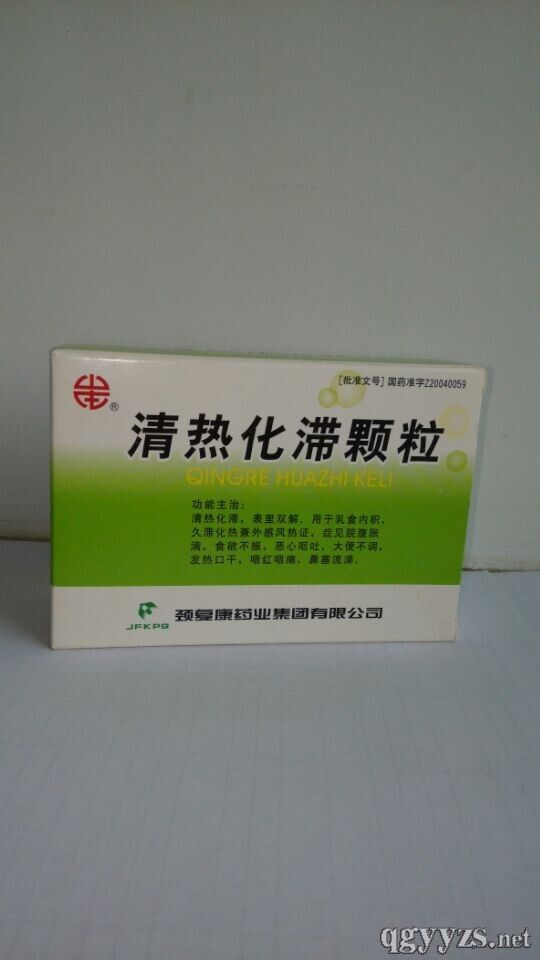 [批准文号] 国药准字Z20040059
®
清热化滞颗粒
QINGRE HUAZHI KELI
功能主治：
清热化滞，表里双解．用于乳食内积，
久滞化热兼外感风热证，症见脘腹胀
满，食欲不振，恶心呕吐，大便不调，
发热口干，咽红咽痛，鼻塞流涕．
JFKPG
颈复康药业集团有限公司
qgyyzs.net